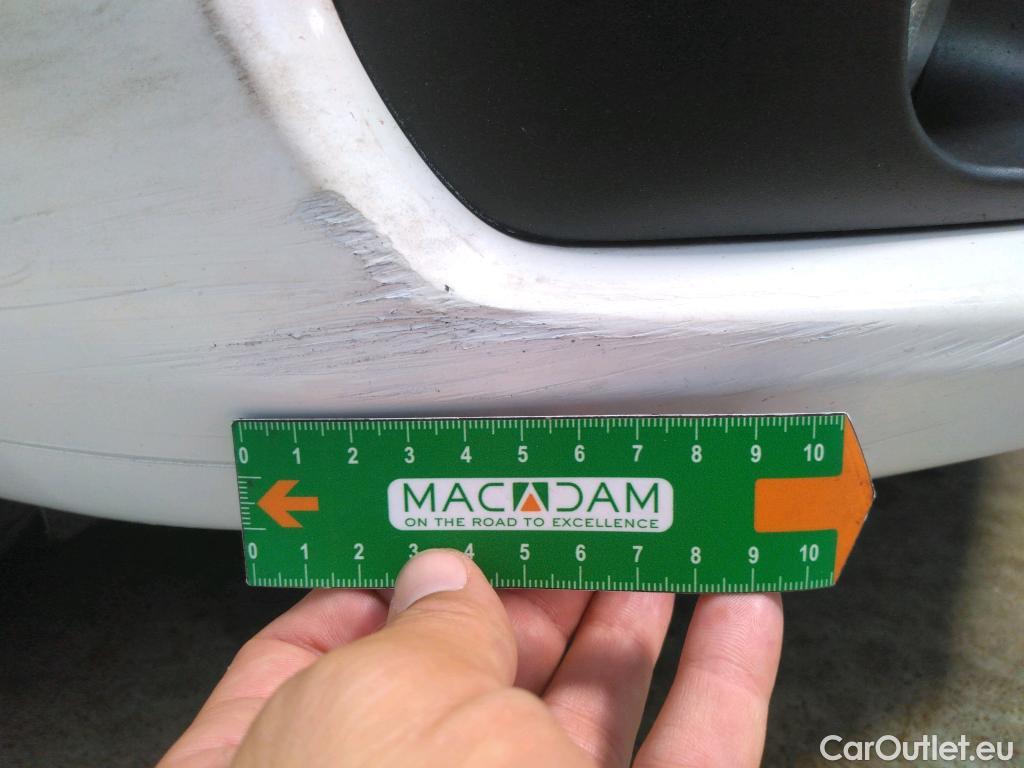 0 1 2 3 4 5 6 7 8 9 10
MACADAM
ON THE ROAD TO EXCELLENCE
0 1 2 3 4 5 6 7 8 9 10
CarOutlet.eu